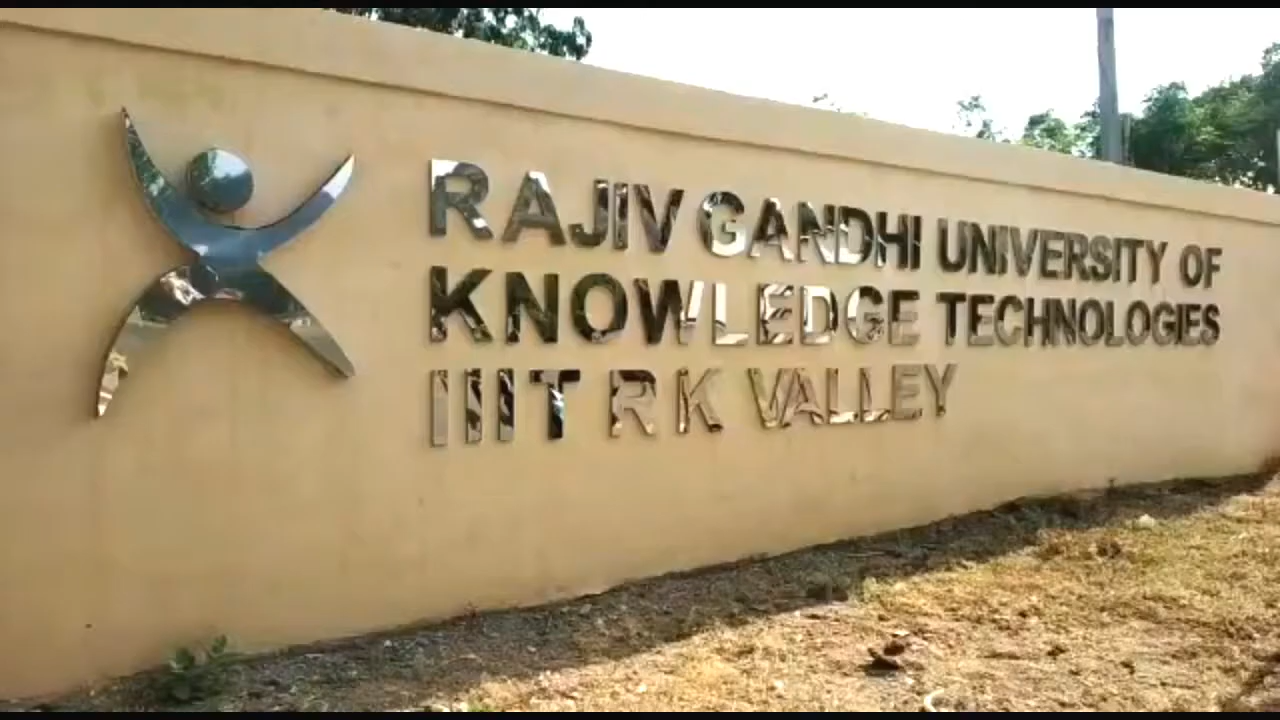 RAJIV GANDHI UNIVERSITY OF
KNOWLEDGE TECHNOLOGIES
IIIT RK VALLEY